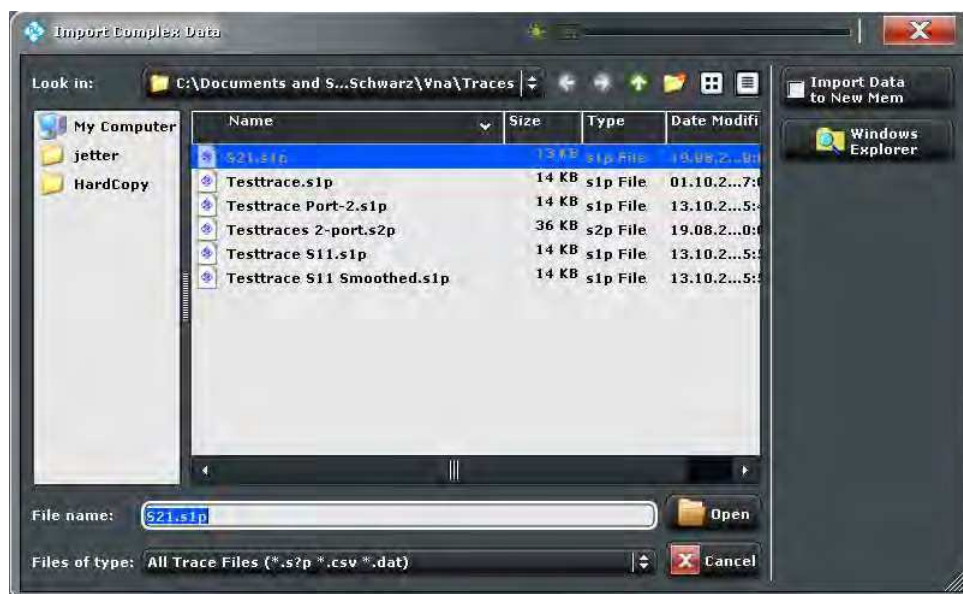 Import Complex Data
Look in: C:\Documents and S...Schwarz\Vna\Traces
Import Data
to New Mem
Windows
Explorer
My Computer
jetter
HardCopy
Name Size Type Date Modifi
S21.s1p 13 KB s1p File 19.08.2...
Testtrace.s1p 14 KB s1p File 01.10.2...7:
Testtrace Port-2.s1p 14 KB s1p File 13.10.2...5:
Testtraces 2-port.s2p 36 KB s2p File 19.08.2...0:
Testtrace S11.s1p 14 KB s1p File 13.10.2...5:
Testtrace S11 Smoothed.s1p 14 KB s1p File 13.10.2...5:
File name: S21.s1p
Open
Files of type: All Trace Files (*.s?p *.csv *.dat)
Cancel